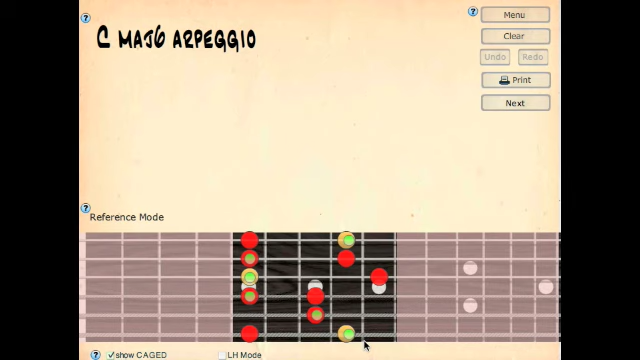 ?
C MAJ6 ARPEGGIO
?
Menu
Clear
Undo Redo
Print
Next
?
Reference Mode
? show CAGED LH Mode